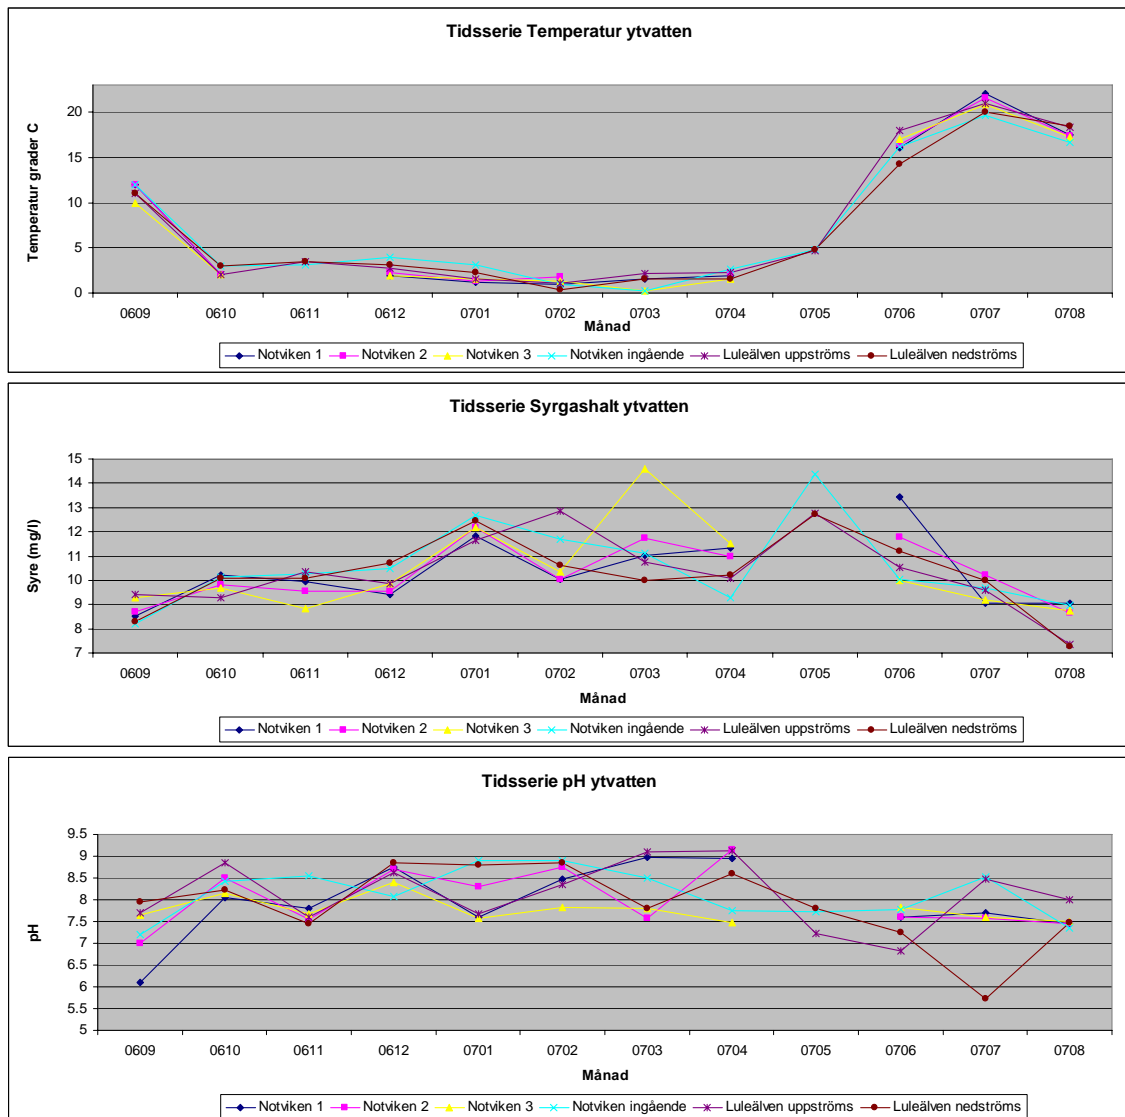 Tidsserie Temperatur ytvatten
Temperatur grader C
20
15
10
5
0
0609 0610 0611 0612 0701 0702 0703 0704 0705 0706 0707 0708
Månad
Notviken 1 Notviken 2 Notviken 3 Notviken ingående Luleälven uppströms Luleälven nedströms
Tidsserie Syrgashalt ytvatten
Syre (mg/l)
15
14
13
12
11
10
9
8
7
0609 0610 0611 0612 0701 0702 0703 0704 0705 0706 0707 0708
Månad
Notviken 1 Notviken 2 Notviken 3 Notviken ingående Luleälven uppströms Luleälven nedströms
Tidsserie pH ytvatten
pH
9.5
9
8.5
8
7.5
7
6.5
6
5.5
5
0609 0610 0611 0612 0701 0702 0703 0704 0705 0706 0707 0708
Månad
Notviken 1 Notviken 2 Notviken 3 Notviken ingående Luleälven uppströms Luleälven nedströms